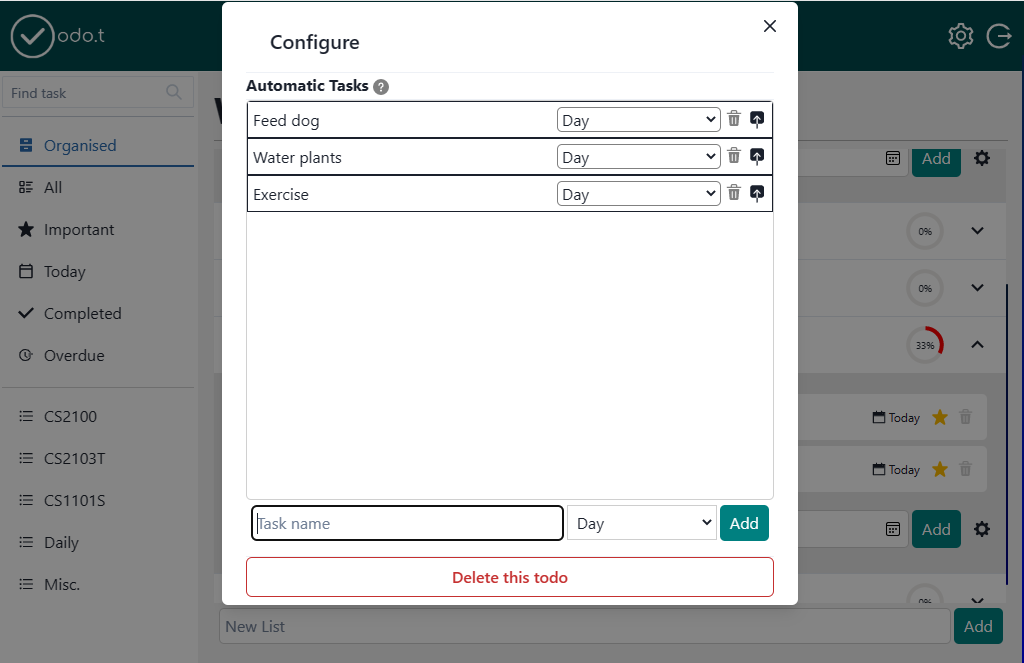 odo.t
Configure
Find task
Automatic Tasks ?
Feed dog Day
Water plants Day
Exercise Day
Organised
All
Important
Today
Completed
Overdue
CS2100
CS2103T
CS1101S
Daily
Misc.
Add
0%
0%
33%
Today
Today
Add
0%
Task name Day Add
Delete this todo
New List Add